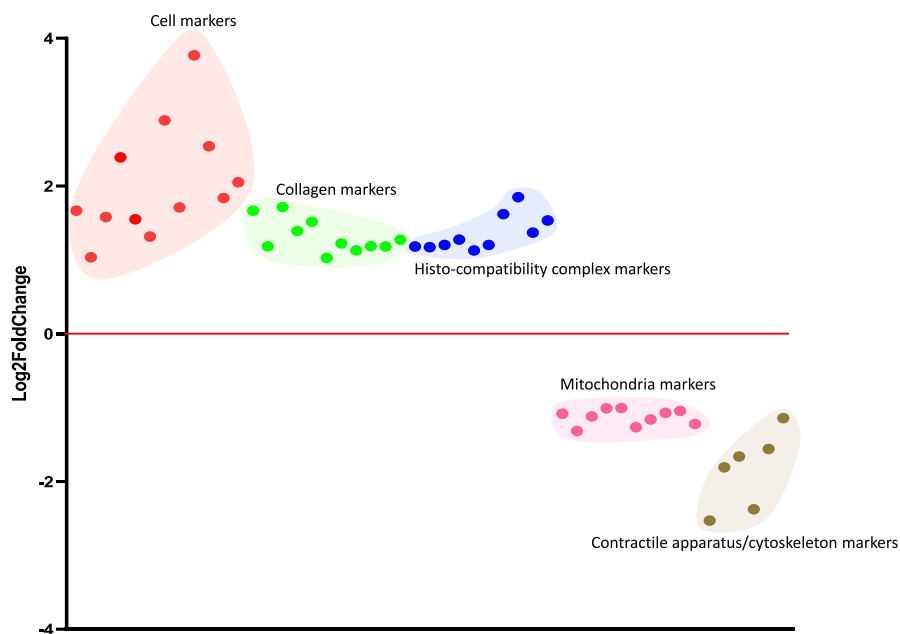 Cell markers
4
2
Collagen markers
Histo-compatibility complex markers
Log2FoldChange
0
Mitochondria markers
-2
Contractile apparatus/cytoskeleton markers
-4